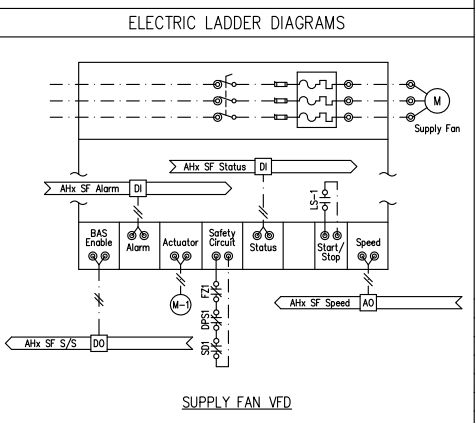 ELECTRIC LADDER DIAGRAMS
M
Supply Fan
AHx SF Status DI
AHx SF Alarm DI
LS-1
BAS Enable
Alarm
Actuator
Safety Circuit
Status
Start/ Stop
Speed
M-1
FZ1
DPS1
SD1
AHx SF Speed AO
AHx SF S/S DO
SUPPLY FAN VFD